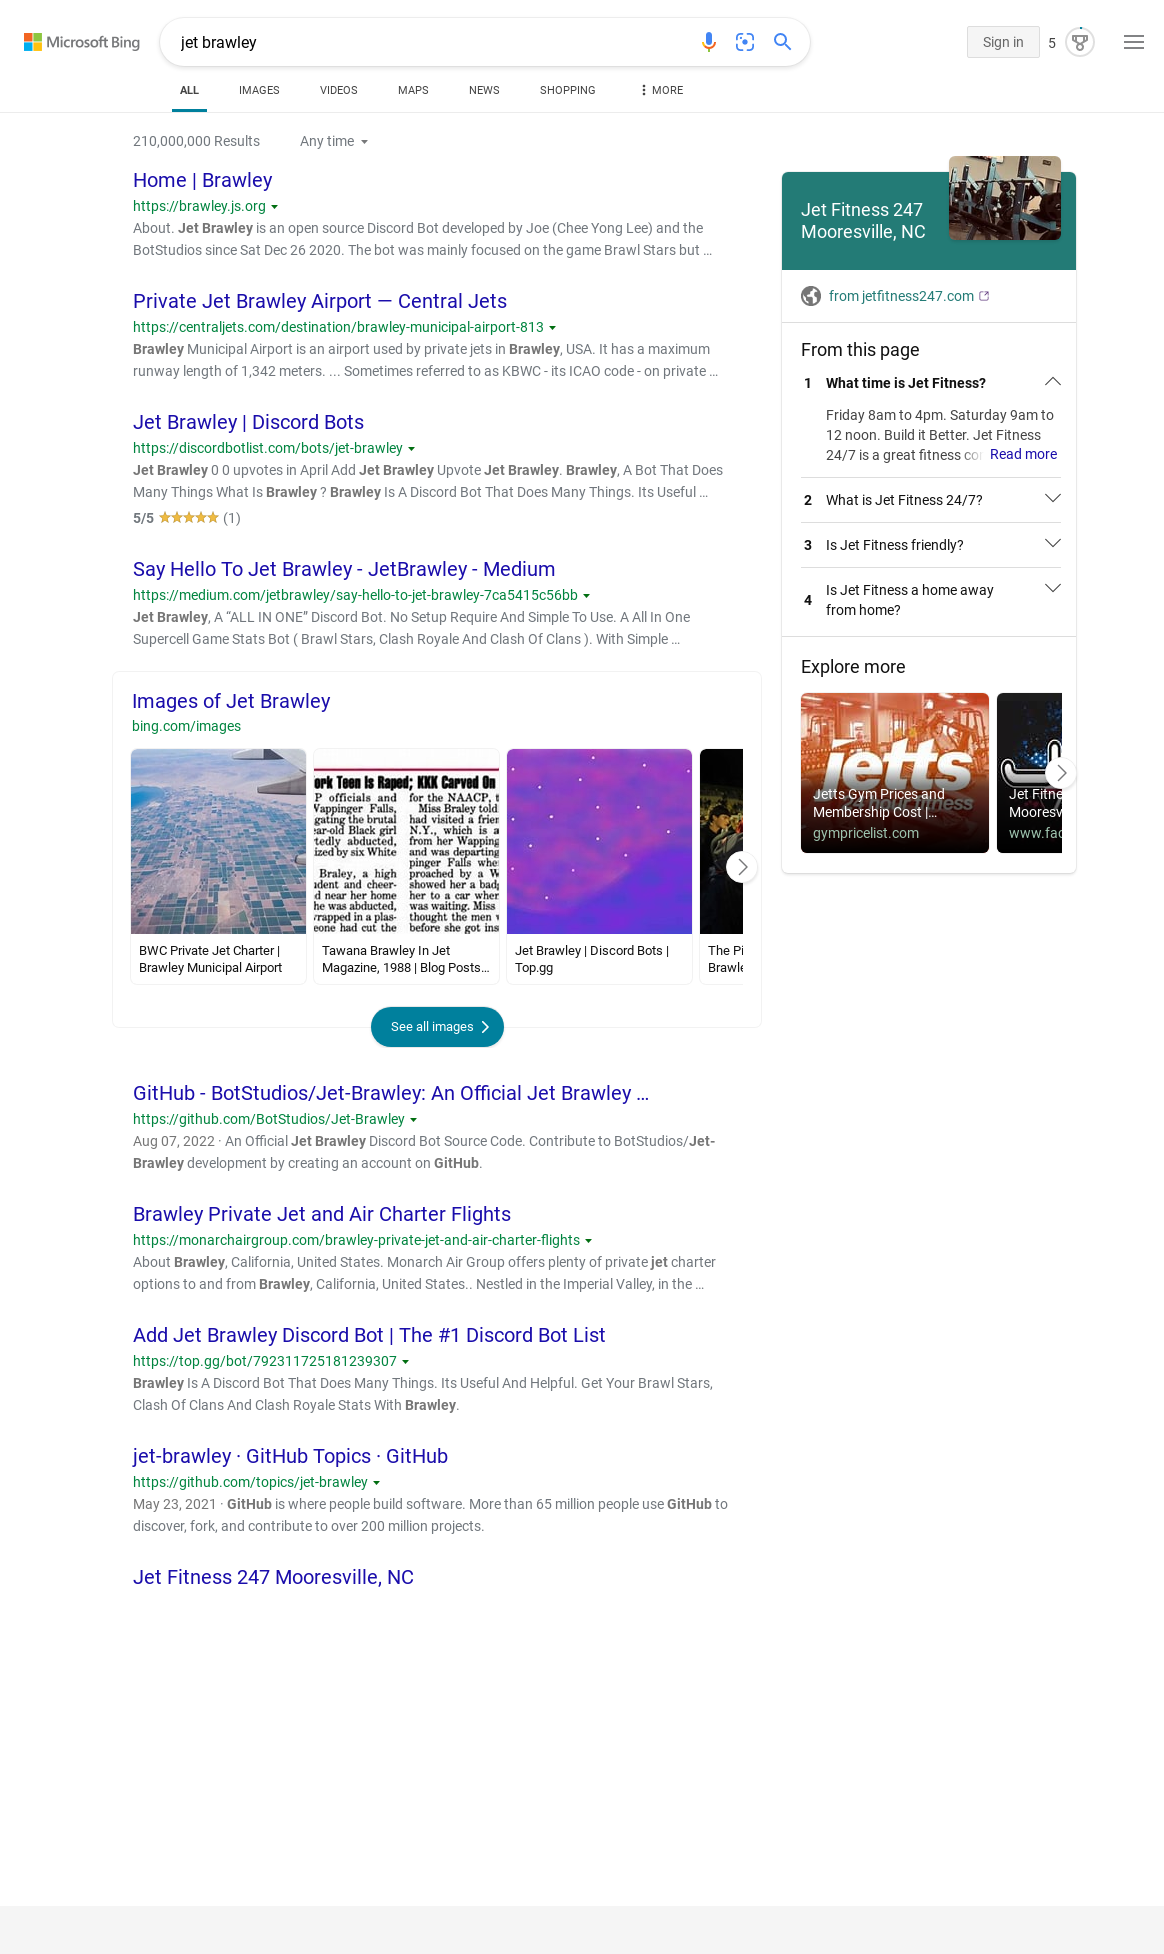 Microsoft Bing
jet brawley
Sign in
5
ALL
IMAGES
VIDEOS
MAPS
NEWS
SHOPPING
MORE
210,000,000 Results
Any time
Home | Brawley
https://brawley.js.org
About. Jet Brawley is an open source Discord Bot developed by Joe (Chee Yong Lee) and the
BotStudios since Sat Dec 26 2020. The bot was mainly focused on the game Brawl Stars but …
Private Jet Brawley Airport — Central Jets
https://centraljets.com/destination/brawley-municipal-airport-813
Brawley Municipal Airport is an airport used by private jets in Brawley, USA. It has a maximum
runway length of 1,342 meters. ... Sometimes referred to as KBWC - its ICAO code - on private …
Jet Brawley | Discord Bots
https://discordbotlist.com/bots/jet-brawley
Jet Brawley 0 0 upvotes in April Add Jet Brawley Upvote Jet Brawley. Brawley, A Bot That Does
Many Things What Is Brawley ? Brawley Is A Discord Bot That Does Many Things. Its Useful …
5/5 (1)
Say Hello To Jet Brawley - JetBrawley - Medium
https://medium.com/jetbrawley/say-hello-to-jet-brawley-7ca5415c56bb
Jet Brawley, A “ALL IN ONE” Discord Bot. No Setup Require And Simple To Use. A All In One
Supercell Game Stats Bot ( Brawl Stars, Clash Royale And Clash Of Clans ). With Simple …
Images of Jet Brawley
bing.com/images
ork Teen Is Raped; KKK Carved On
P officials and
Wappinger Falls,
gating the brutal
ear-old Black girl
rtedly abducted,
ized by six White
Braley, a high
udent and cheer-
d near her home
he was abducted,
wrapped in a plas-
eone had cut the
for the NAACP, t
Miss Braley told
had visited a frien
N.Y., which is a
from her Wapping
and was departing
pinger Falls when
proached by a W
showed her a badg
her to a car when
was waiting. Miss
thought the men w
before she got ins
BWC Private Jet Charter |
Brawley Municipal Airport
Tawana Brawley In Jet
Magazine, 1988 | Blog Posts…
Jet Brawley | Discord Bots |
Top.gg
The Pi
Brawle
See all images
GitHub - BotStudios/Jet-Brawley: An Official Jet Brawley …
https://github.com/BotStudios/Jet-Brawley
Aug 07, 2022 · An Official Jet Brawley Discord Bot Source Code. Contribute to BotStudios/Jet-
Brawley development by creating an account on GitHub.
Brawley Private Jet and Air Charter Flights
https://monarchairgroup.com/brawley-private-jet-and-air-charter-flights
About Brawley, California, United States. Monarch Air Group offers plenty of private jet charter
options to and from Brawley, California, United States.. Nestled in the Imperial Valley, in the …
Add Jet Brawley Discord Bot | The #1 Discord Bot List
https://top.gg/bot/792311725181239307
Brawley Is A Discord Bot That Does Many Things. Its Useful And Helpful. Get Your Brawl Stars,
Clash Of Clans And Clash Royale Stats With Brawley.
jet-brawley · GitHub Topics · GitHub
https://github.com/topics/jet-brawley
May 23, 2021 · GitHub is where people build software. More than 65 million people use GitHub to
discover, fork, and contribute to over 200 million projects.
Jet Fitness 247 Mooresville, NC
Jet Fitness 247
Mooresville, NC
from jetfitness247.com
From this page
1 What time is Jet Fitness?
Friday 8am to 4pm. Saturday 9am to
12 noon. Build it Better. Jet Fitness
24/7 is a great fitness co Read more
2 What is Jet Fitness 24/7?
3 Is Jet Fitness friendly?
4 Is Jet Fitness a home away
from home?
Explore more
jetts
24 hour fitness
Jetts Gym Prices and
Membership Cost |…
gympricelist.com
Jet Fitne
Mooresv
www.fac